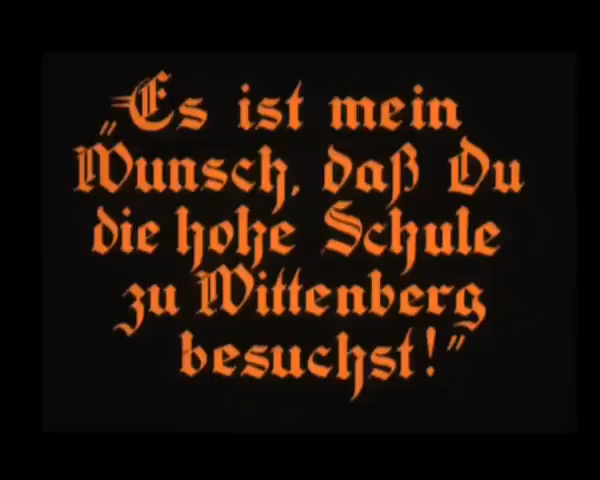 „Es ist mein
Wunsch, daß Du
die hohe Schule
zu Wittenberg
besuchst!"